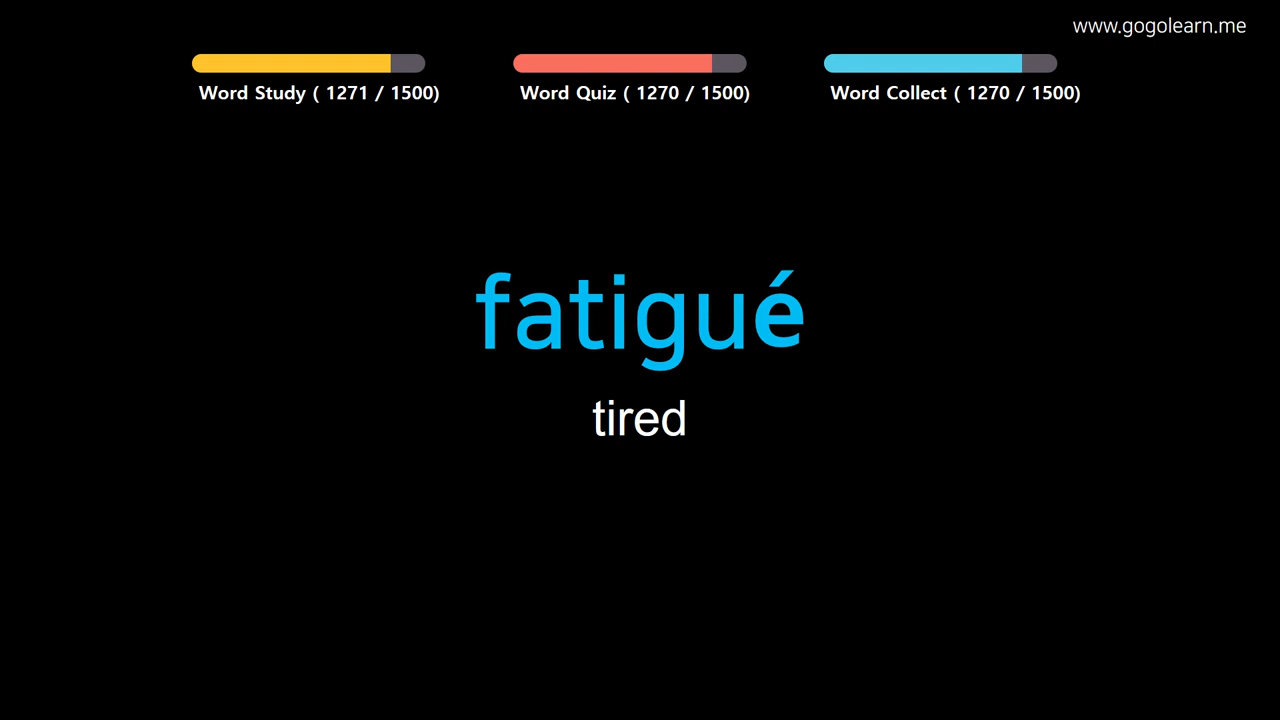 www.gogolearn.me
Word Study ( 1271 / 1500)
Word Quiz ( 1270 / 1500)
Word Collect ( 1270 / 1500)
fatigué
tired